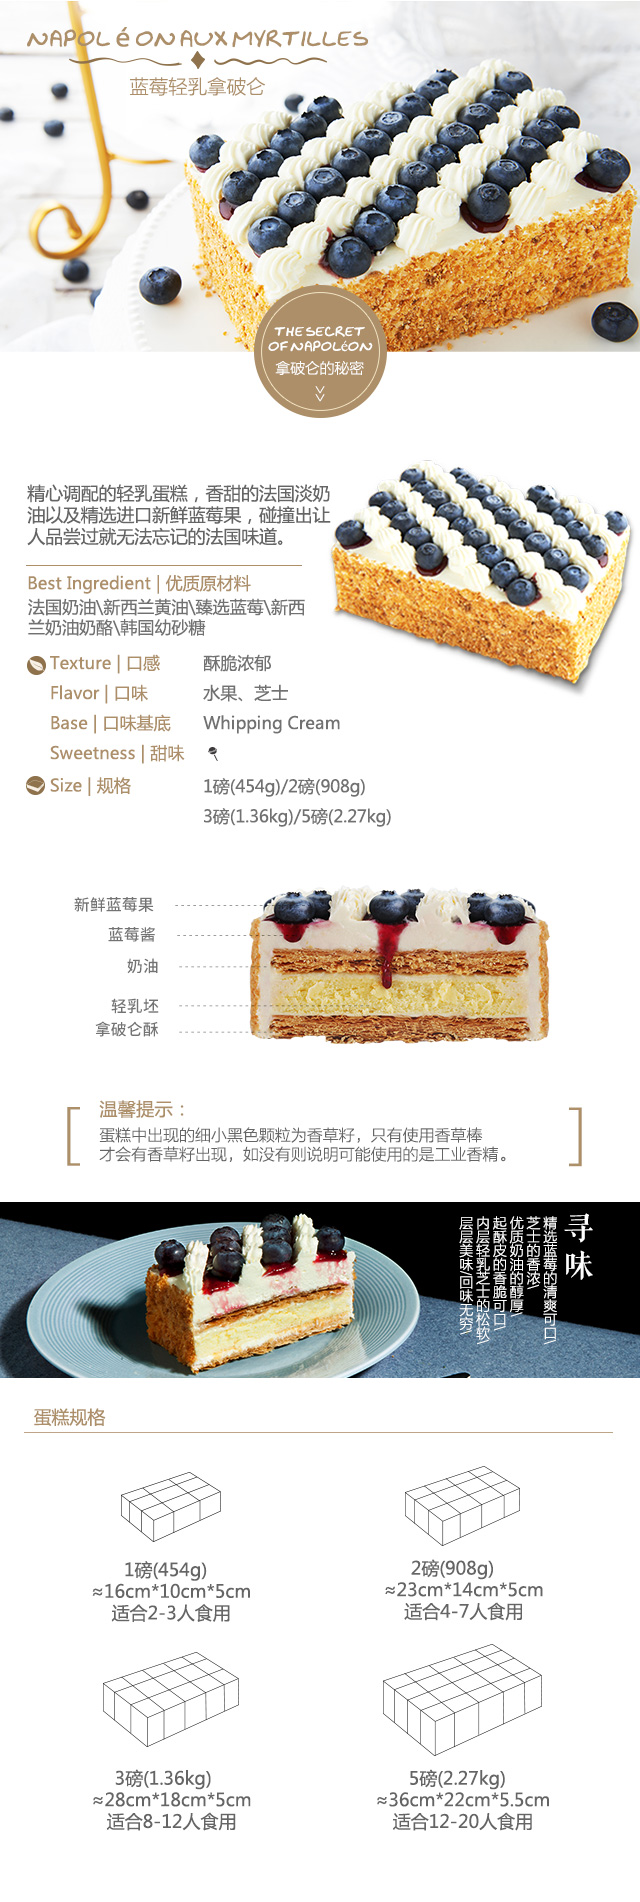 NAPOLéON AUX MYRTILLES
蓝莓轻乳拿破仑
THE SECRET
OF NAPOLéON
拿破仑的秘密
精心调配的轻乳蛋糕，香甜的法国淡奶
油以及精选进口新鲜蓝莓果，碰撞出让
人品尝过就无法忘记的法国味道。
Best Ingredient | 优质原材料
法国奶油\新西兰黄油\臻选蓝莓\新西
兰奶油奶酪\韩国幼砂糖
Texture | 口感 酥脆浓郁
Flavor | 口味 水果、芝士
Base | 口味基底 Whipping Cream
Sweetness | 甜味
Size | 规格 1磅(454g)/2磅(908g)
3磅(1.36kg)/5磅(2.27kg)
新鲜蓝莓果
蓝莓酱
奶油
轻乳坯
拿破仑酥
温馨提示：
蛋糕中出现的细小黑色颗粒为香草籽，只有使用香草棒
才会有香草籽出现，如没有则说明可能使用的是工业香精。
寻味
精选蓝莓的清爽可口\
芝士的香浓\
优质奶油的醇厚\
起酥皮的香脆可口\
内层轻乳芝士的松软\
层层美味/回味无穷\
蛋糕规格
1磅(454g)
≈16cm*10cm*5cm
适合2-3人食用
2磅(908g)
≈23cm*14cm*5cm
适合4-7人食用
3磅(1.36kg)
≈28cm*18cm*5cm
适合8-12人食用
5磅(2.27kg)
≈36cm*22cm*5.5cm
适合12-20人食用